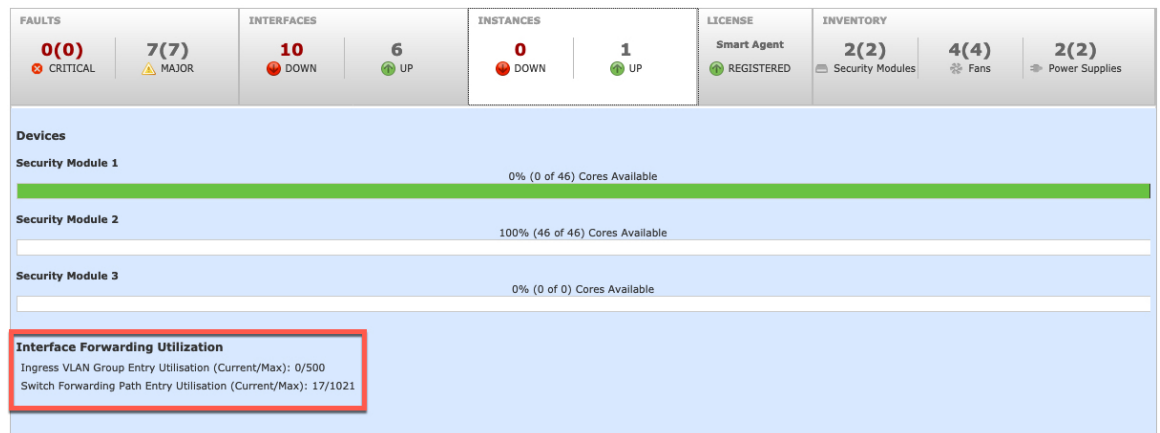 FAULTS
0(0)
CRITICAL
7(7)
MAJOR
INTERFACES
10
DOWN
6
UP
INSTANCES
0
DOWN
1
UP
LICENSE
Smart Agent
REGISTERED
INVENTORY
2(2)
Security Modules
4(4)
Fans
2(2)
Power Supplies
Devices
Security Module 1
0% (0 of 46) Cores Available
Security Module 2
100% (46 of 46) Cores Available
Security Module 3
0% (0 of 0) Cores Available
Interface Forwarding Utilization
Ingress VLAN Group Entry Utilisation (Current/Max): 0/500
Switch Forwarding Path Entry Utilisation (Current/Max): 17/1021